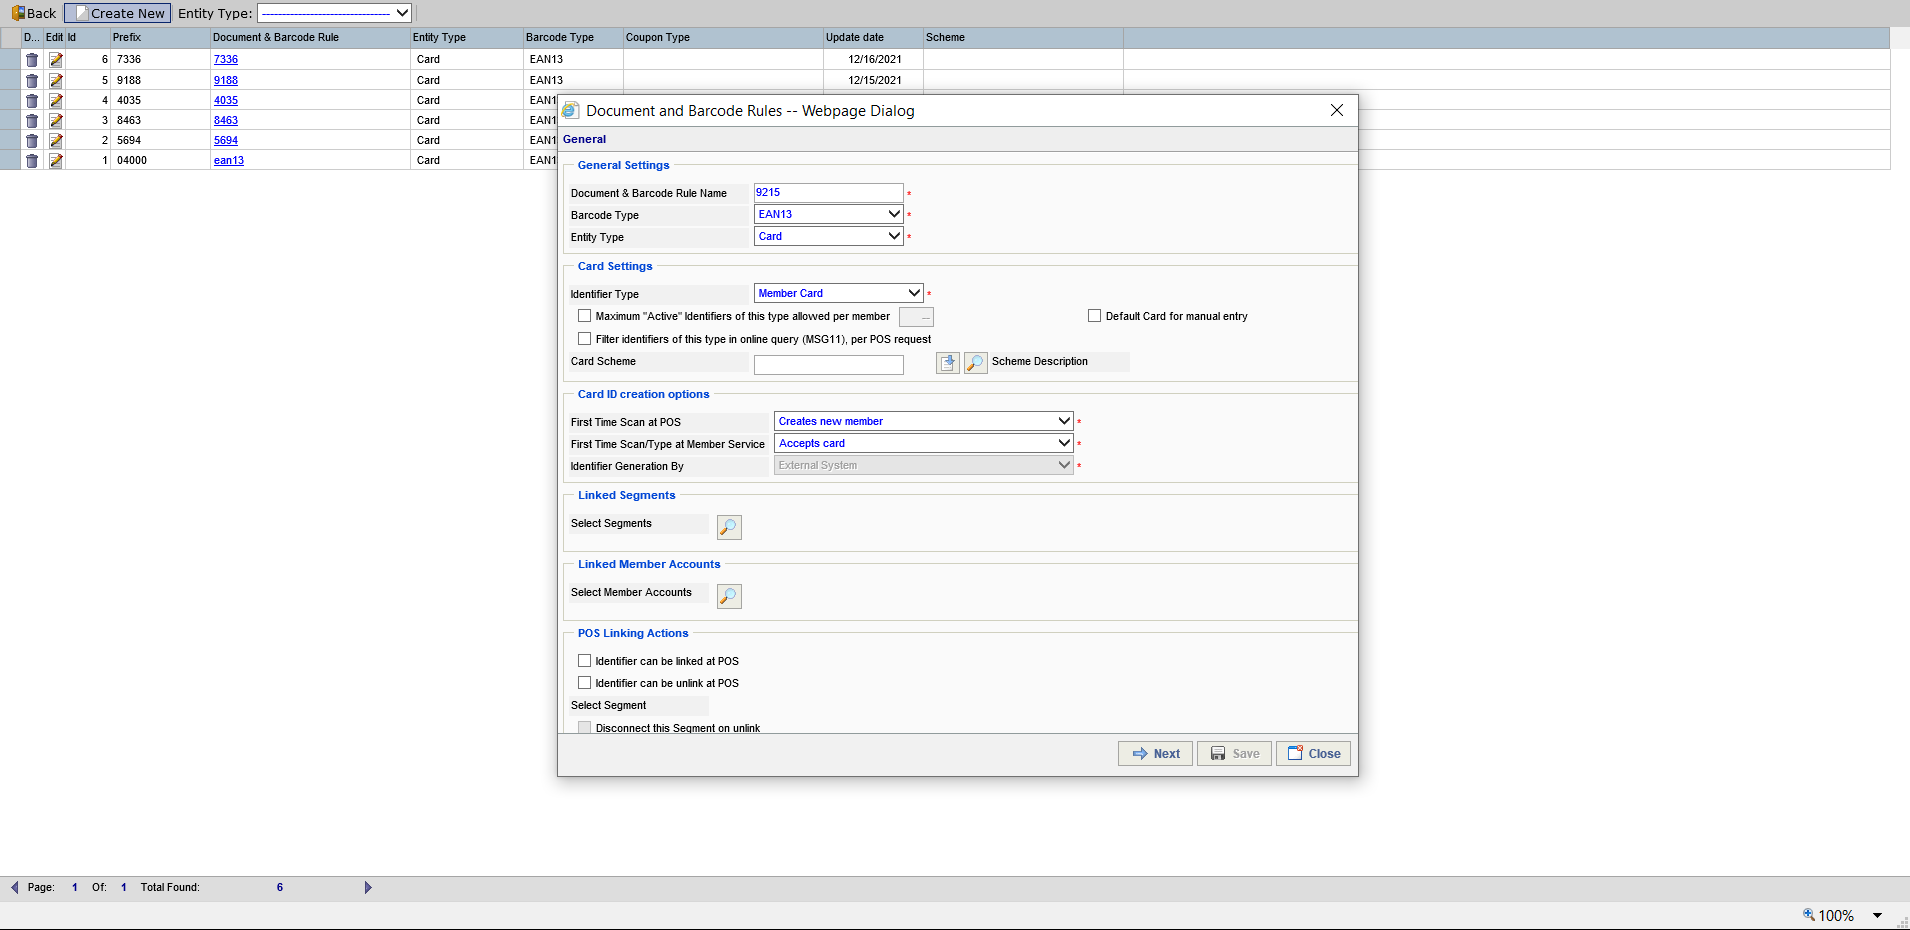 Back Create New Entity Type: --------------------------------
D... Edit Id Prefix Document & Barcode Rule Entity Type Barcode Type Coupon Type Update date Scheme
6 7336 7336 Card EAN13 12/16/2021
5 9188 9188 Card EAN13 12/15/2021
4 4035 4035 Card EAN1
3 8463 8463 Card EAN1
2 5694 5694 Card EAN1
1 04000 ean13 Card EAN1
Document and Barcode Rules -- Webpage Dialog
General
General Settings
Document & Barcode Rule Name 9215 *
Barcode Type EAN13 *
Entity Type Card *
Card Settings
Identifier Type Member Card *
Maximum "Active" Identifiers of this type allowed per member -- Default Card for manual entry
Filter identifiers of this type in online query (MSG11), per POS request
Card Scheme Scheme Description
Card ID creation options
First Time Scan at POS Creates new member *
First Time Scan/Type at Member Service Accepts card *
Identifier Generation By External System *
Linked Segments
Select Segments
Linked Member Accounts
Select Member Accounts
POS Linking Actions
Identifier can be linked at POS
Identifier can be unlink at POS
Select Segment
Disconnect this Segment on unlink
Next Save Close
Page: 1 Of: 1 Total Found: 6
100%